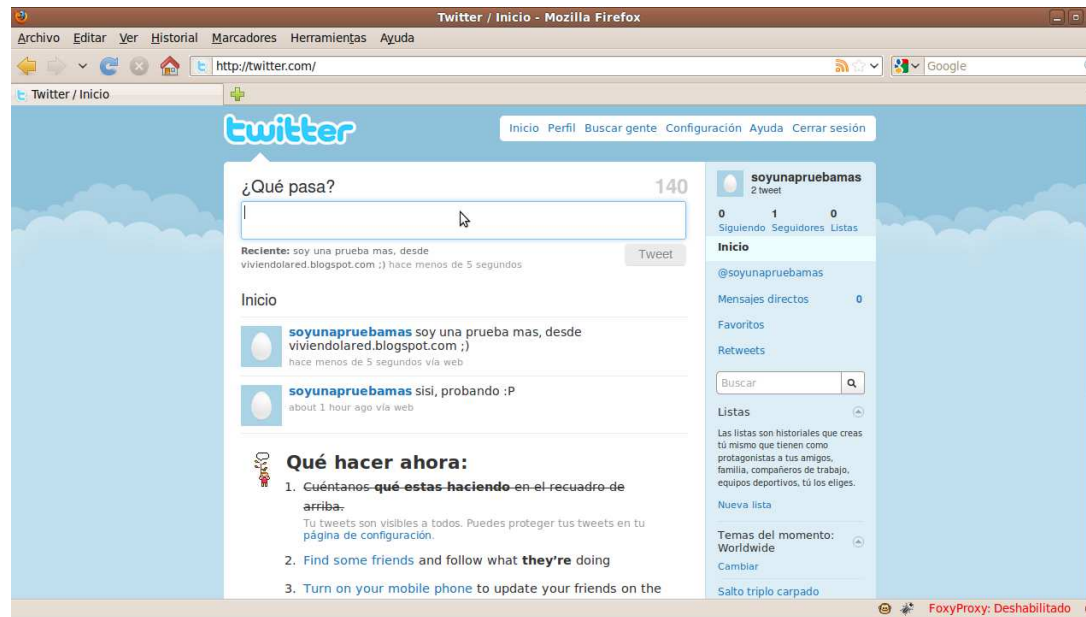 Twitter / Inicio - Mozilla Firefox
Archivo Editar Ver Historial Marcadores Herramientas Ayuda
http://twitter.com/
Google
Twitter / Inicio
twitter
Inicio Perfil Buscar gente Configuración Ayuda Cerrar sesión
¿Qué pasa? 140
Reciente: soy una prueba mas, desde
viviendolared.blogspot.com ;) hace menos de 5 segundos
Tweet
Inicio
soyunapruebamas soy una prueba mas, desde
viviendolared.blogspot.com ;)
hace menos de 5 segundos vía web
soyunapruebamas sisi, probando :P
about 1 hour ago vía web
Qué hacer ahora:
1. Cuéntanos qué estas haciendo en el recuadro de
arriba.
Tu tweets son visibles a todos. Puedes proteger tus tweets en tu
página de configuración.
2. Find some friends and follow what they're doing
3. Turn on your mobile phone to update your friends on the
soyunapruebamas
2 tweet
0 1 0
Siguiendo Seguidores Listas
Inicio
@soyunapruebamas
Mensajes directos 0
Favoritos
Retweets
Buscar
Listas
Las listas son historiales que creas
tú mismo que tienen como
protagonistas a tus amigos,
familia, compañeros de trabajo,
equipos deportivos, tú los eliges.
Nueva lista
Temas del momento:
Worldwide
Cambiar
Salto triplo carpado
FoxyProxy: Deshabilitado